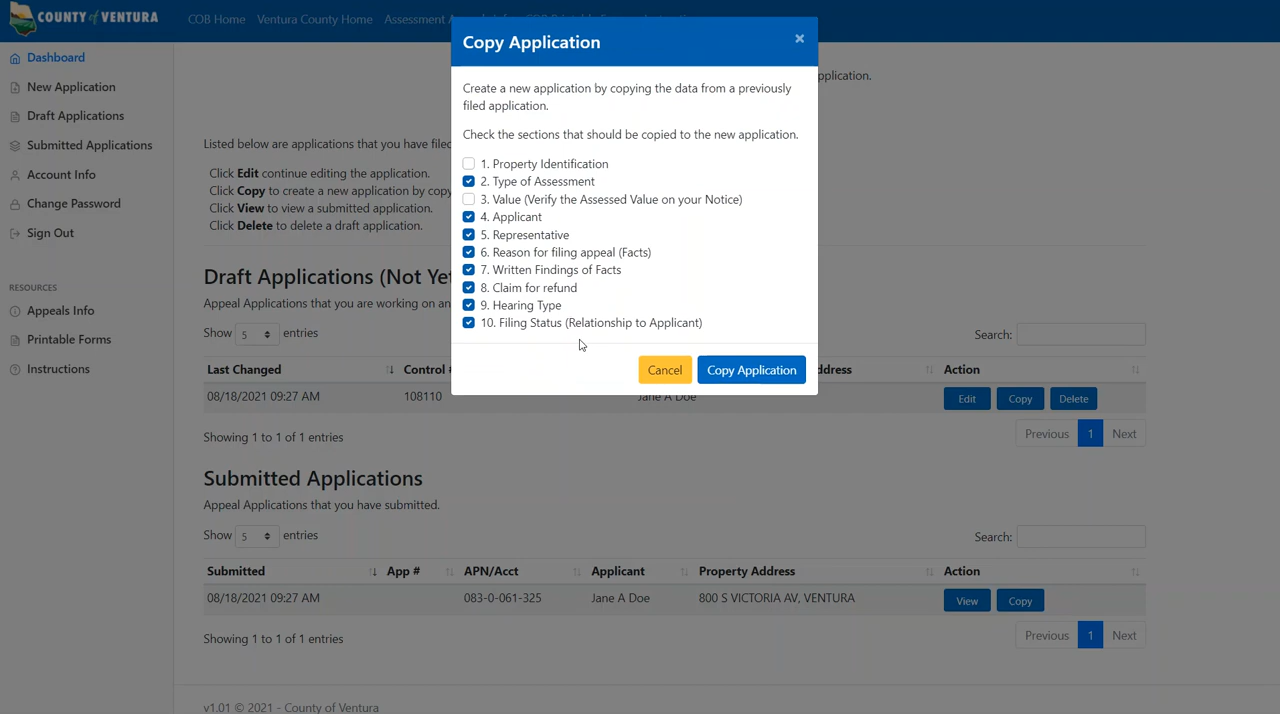 COUNTY of VENTURA
COB Home Ventura County Home Assessment A
Dashboard
New Application
Draft Applications
Submitted Applications
Account Info
Change Password
Sign Out
RESOURCES
Appeals Info
Printable Forms
Instructions
Copy Application
×
Create a new application by copying the data from a previously
filed application.
Check the sections that should be copied to the new application.
1. Property Identification
2. Type of Assessment
3. Value (Verify the Assessed Value on your Notice)
4. Applicant
5. Representative
6. Reason for filing appeal (Facts)
7. Written Findings of Facts
8. Claim for refund
9. Hearing Type
10. Filing Status (Relationship to Applicant)
Cancel Copy Application
pplication.
Listed below are applications that you have filed
Click Edit continue editing the application.
Click Copy to create a new application by copy
Click View to view a submitted application.
Click Delete to delete a draft application.
Draft Applications (Not Ye
Appeal Applications that you are working on an
Show 5 entries
Search:
Last Changed Control # ddress Action
08/18/2021 09:27 AM 108110 Jane A Doe Edit Copy Delete
Showing 1 to 1 of 1 entries
Previous 1 Next
Submitted Applications
Appeal Applications that you have submitted.
Show 5 entries
Search:
Submitted App # APN/Acct Applicant Property Address Action
08/18/2021 09:27 AM 083-0-061-325 Jane A Doe 800 S VICTORIA AV, VENTURA View Copy
Showing 1 to 1 of 1 entries
Previous 1 Next
v1.01 © 2021 - County of Ventura